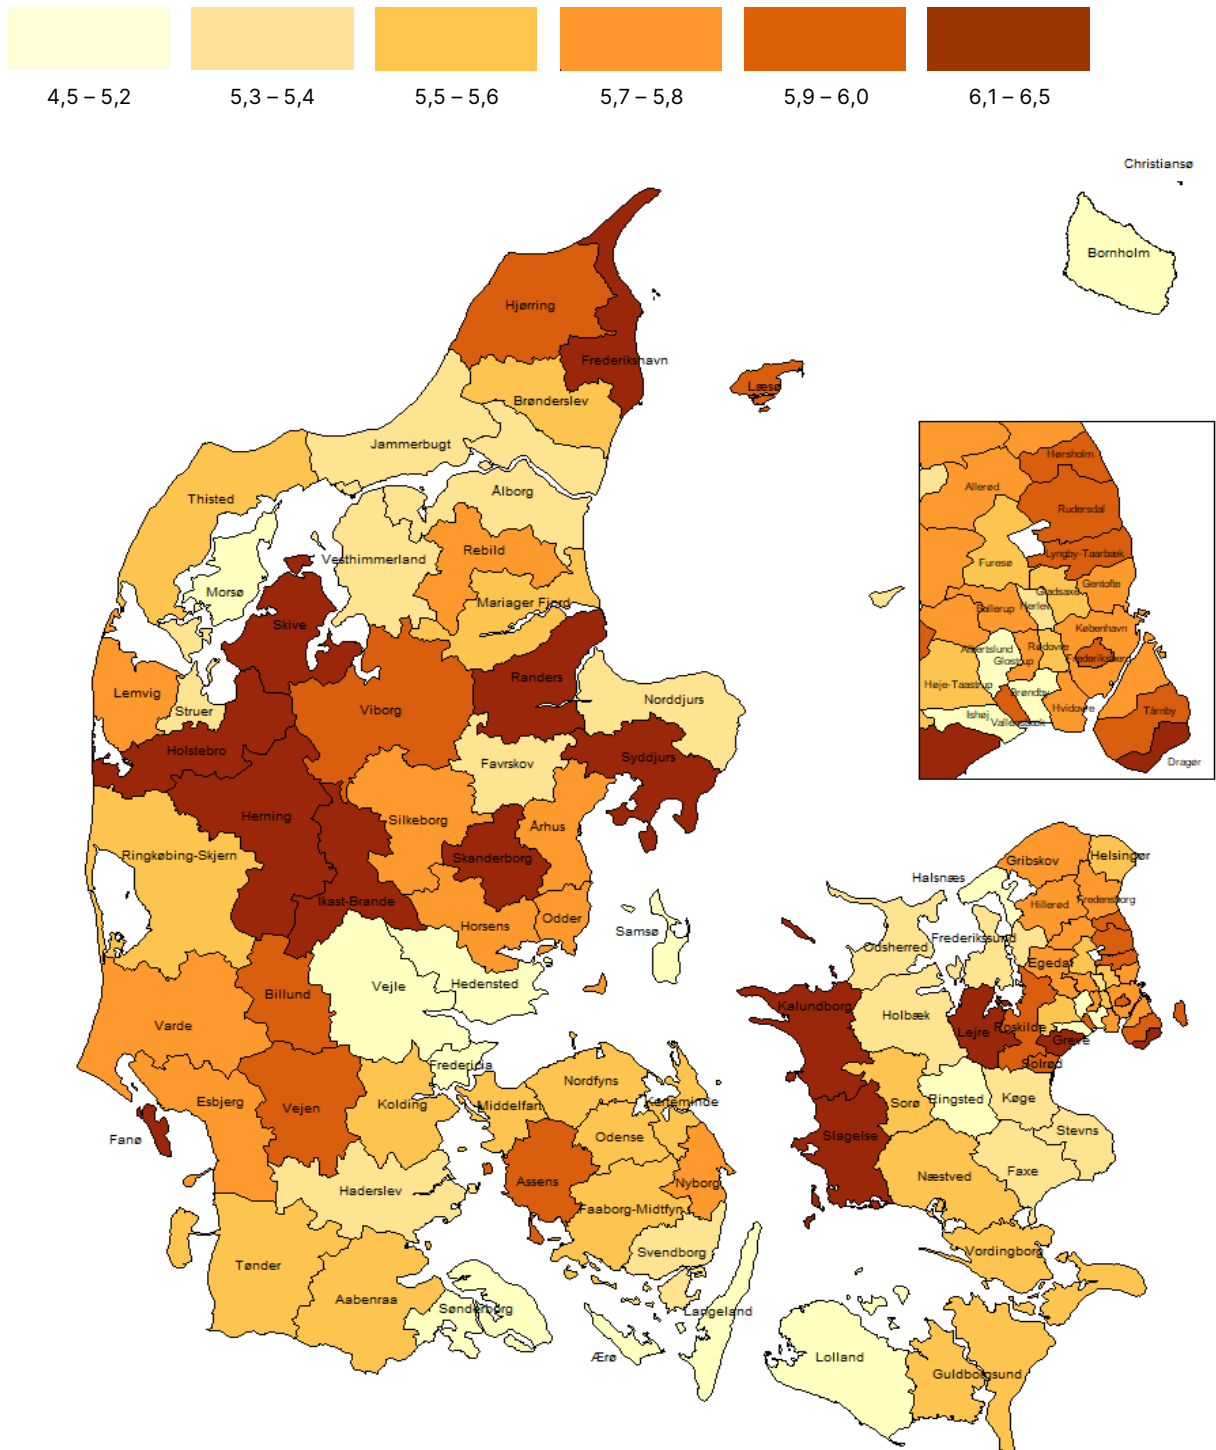 4,5 – 5,2 5,3 – 5,4 5,5 – 5,6 5,7 – 5,8 5,9 – 6,0 6,1 – 6,5
Christiansø
Bornholm
Hjørring
Frederikshavn
Læsø
Brønderslev
Jammerbugt
Hørsholm
Allerød
Ålborg
Thisted
Rudersdal
Rebild
Lyngby-Taarbæk
Vesthimmerland
Furesø
Gentofte
Morsø
Gladsaxe
Mariager Fjord
Ballerup
Herlev
Skive
København
Albertslund
Rødovre
Glostrup
Frederiksberg
Randers
Høje-Taastrup
Lemvig
Brøndby
Norddjurs
Struer
Viborg
Hvidovre
Tårnby
Ishøj
Vallensbæk
Holstebro
Syddjurs
Favrskov
Dragør
Herning
Silkeborg
Århus
Ringkøbing-Skjern
Skanderborg
Helsingør
Gribskov
Halsnæs
Ikast-Brande
Fredensborg
Hillerød
Odder
Horsens
Samsø
Frederikssund
Odsherred
Egedal
Hedensted
Vejle
Billund
Kalundborg
Holbæk
Varde
Roskilde
Lejre
Greve
Solrød
Fredericia
Nordfyns
Køge
Ringsted
Esbjerg
Kerteminde
Sorø
Kolding
Middelfart
Vejen
Stevns
Slagelse
Odense
Fanø
Faxe
Næstved
Assens
Nyborg
Haderslev
Faaborg-Midtfyn
Svendborg
Vordingborg
Tønder
Aabenraa
Sønderborg
Langeland
Ærø
Lolland
Guldborgsund